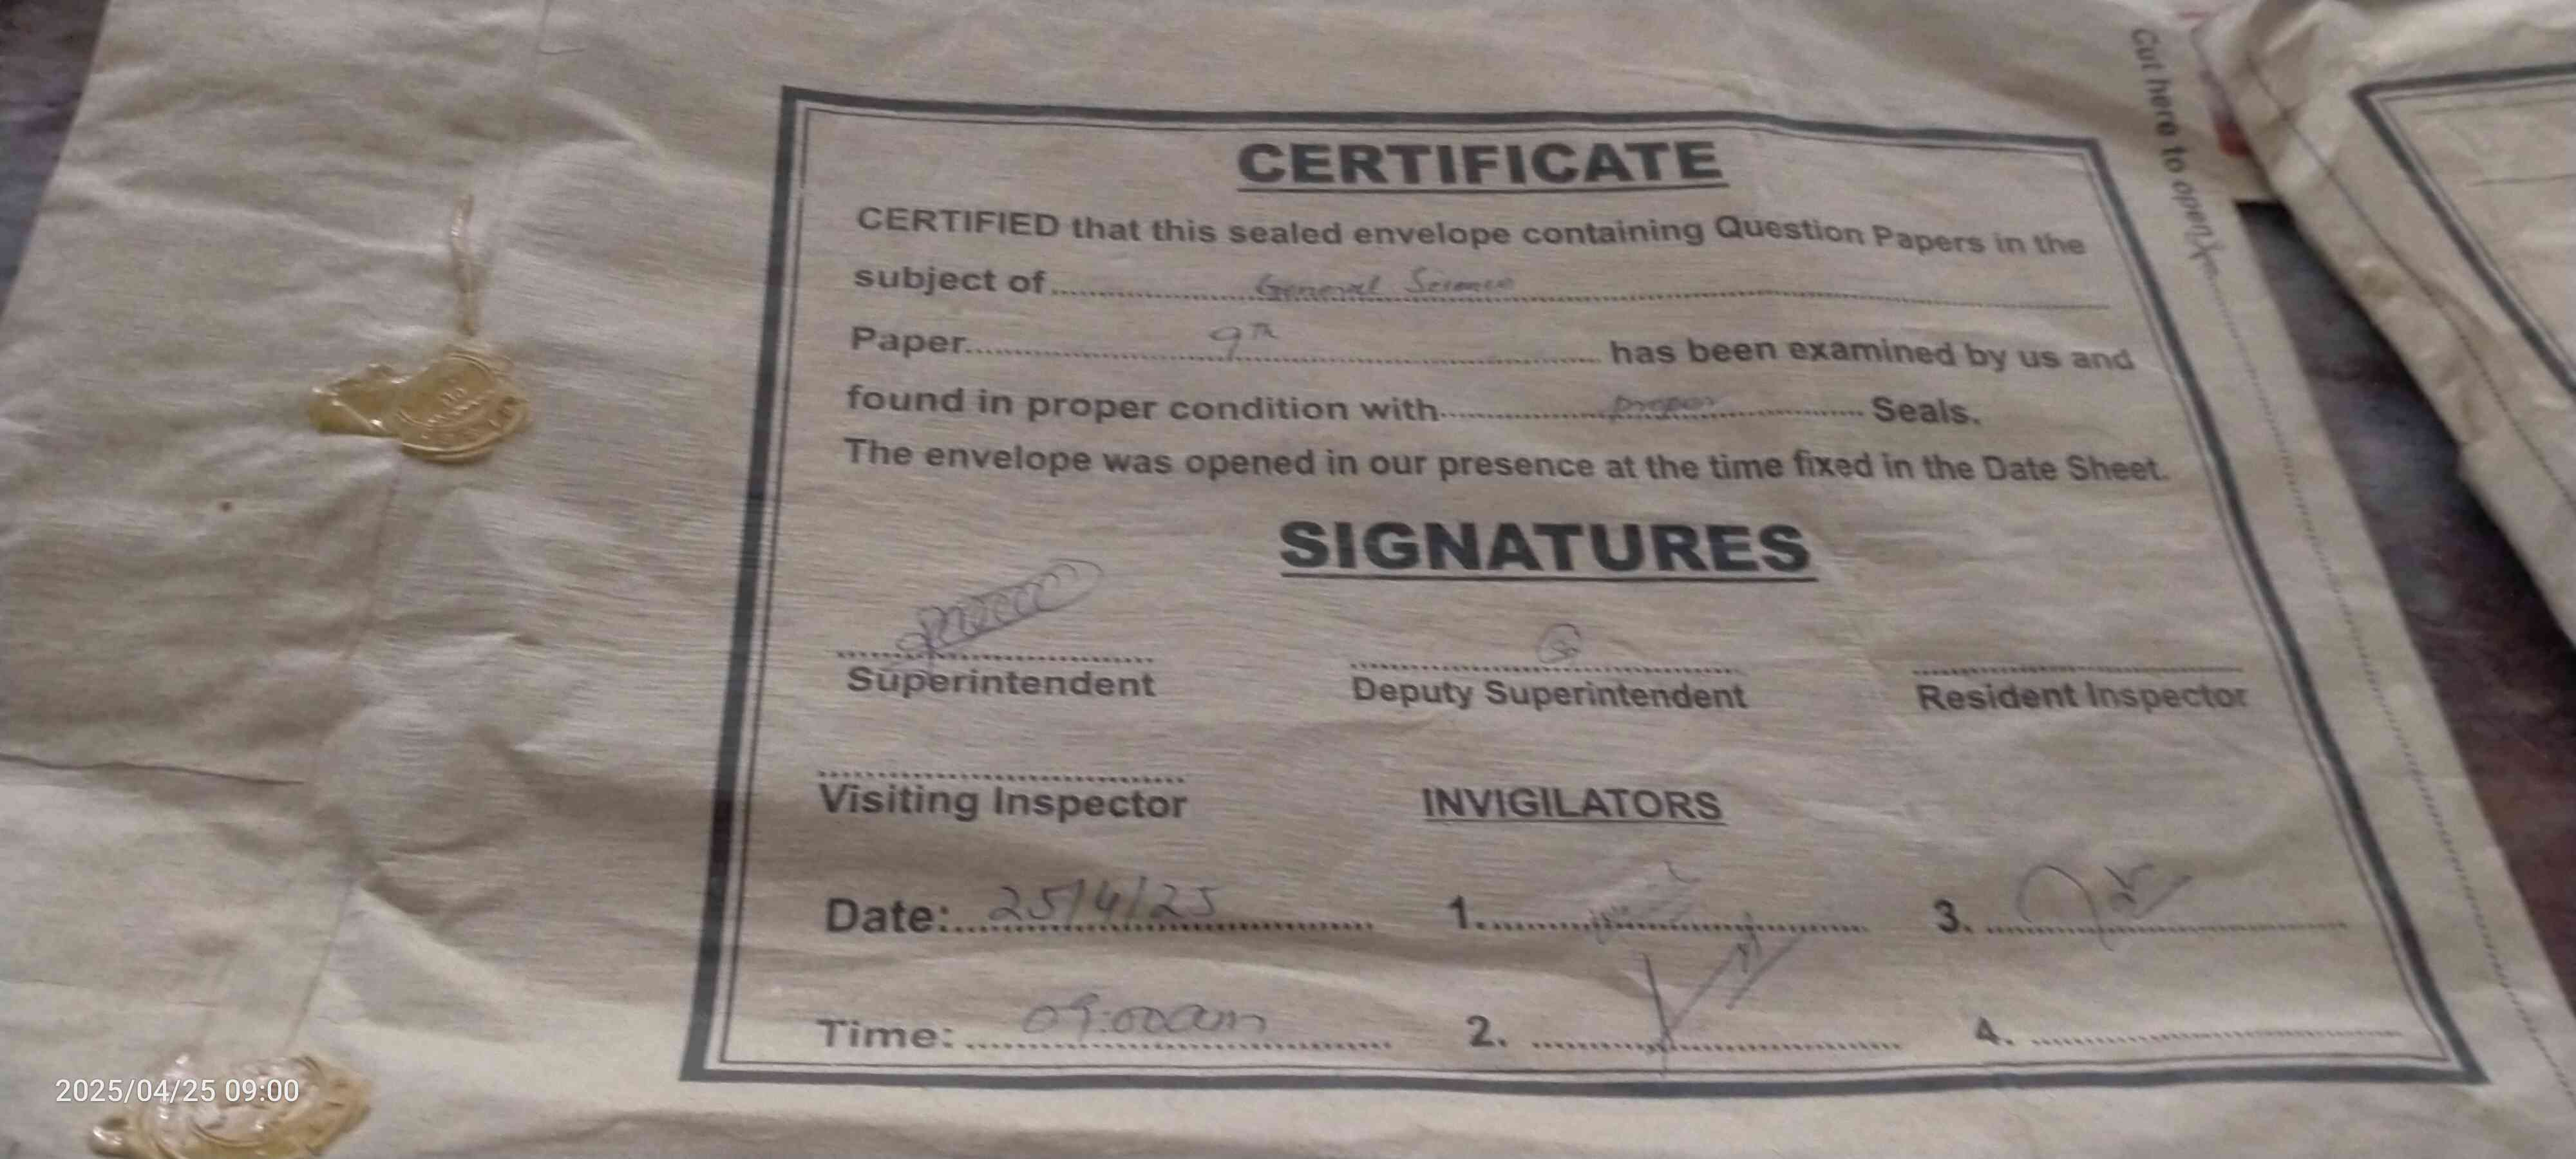 CERTIFICATE
CERTIFIED that this sealed envelope containing Question Papers in the
subject of General Science
Paper 9th has been examined by us and
found in proper condition with proper Seals.
The envelope was opened in our presence at the time fixed in the Date Sheet.
SIGNATURES
Superintendent Deputy Superintendent Resident Inspector
Visiting Inspector INVIGILATORS
Date: 25/4/25 1. 3.
Time: 09:00am 2. 4.
Cut here to open
2025/04/25 09:00